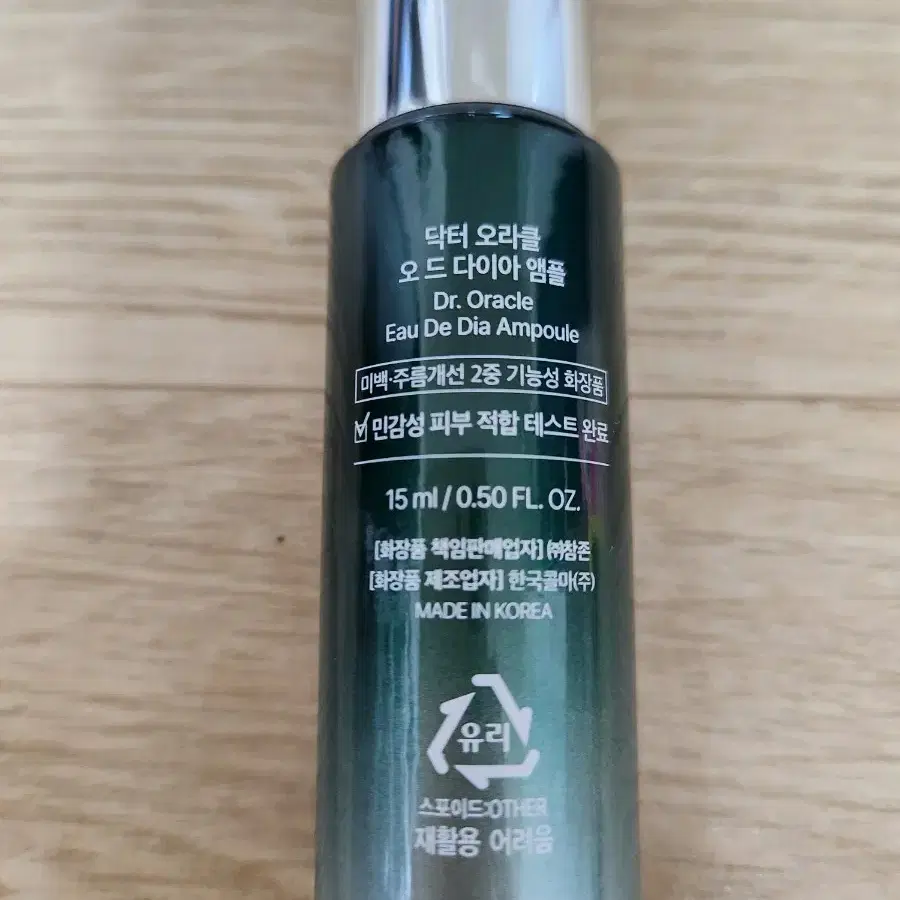 닥터 오라클
오 드 다이아 앰플
Dr. Oracle
Eau De Dia Ampoule
미백·주름개선 2중 기능성 화장품
민감성 피부 적합 테스트 완료
15 ml / 0.50 FL. OZ.
[화장품 책임판매업자] ㈜창존
[화장품 제조업자] 한국콜마(주)
MADE IN KOREA
유리
스포이드:OTHER
재활용 어려움